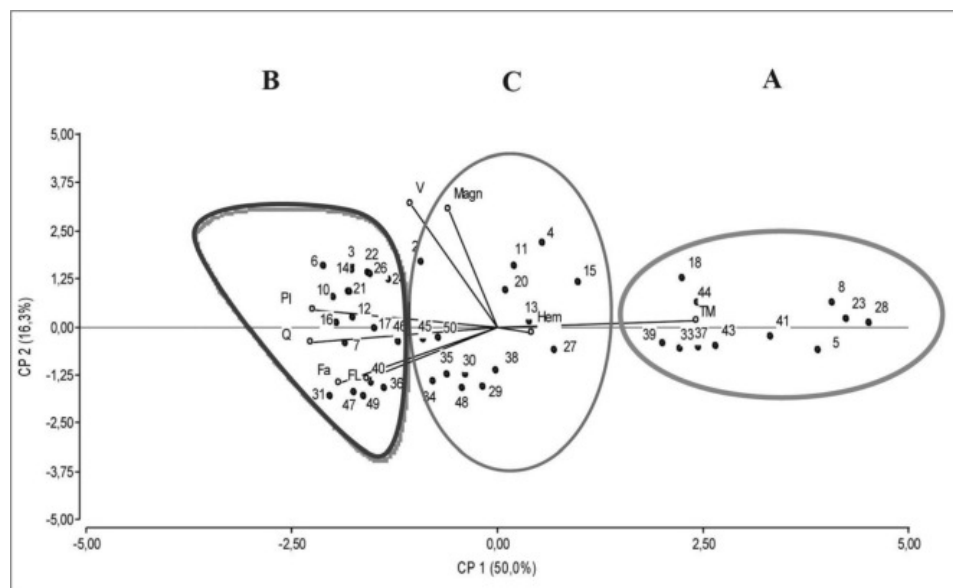 B C A
5,00
V Magn
3,75
2,50
4
2
11
3 22
6 14 26 24
18
1,25
20 15
8
44
10 21
23 28
PI
12
13
TM
16 17
Hem
0,00
Q
46 45 50
41
7
39 33 37 43
5
27
Fa FL 40
35 30 38
-1,25
31 36
34
29
47 49
48
-2,50
-3,75
-5,00
-5,00 -2,50 0,00 2,50 5,00
CP 1 (50,0%)
CP 2 (16,3%)